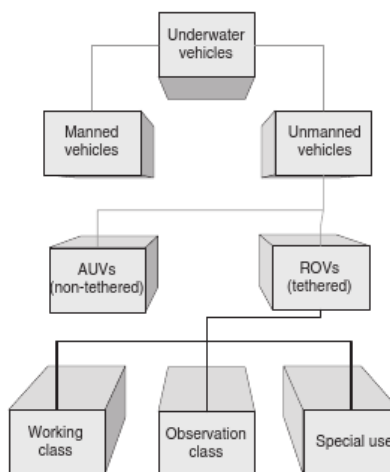 Underwater
vehicles
Manned
vehicles
Unmanned
vehicles
AUVs
(non-tethered)
ROVs
(tethered)
Working
class
Observation
class
Special use